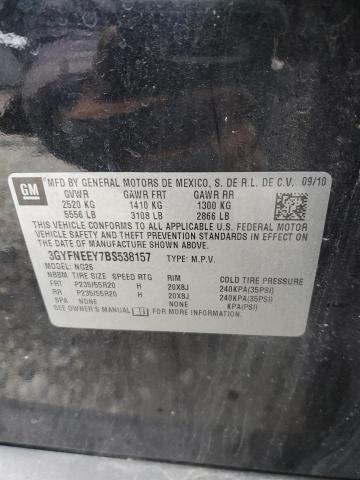 GM MFD BY GENERAL MOTORS DE MEXICO, S. DE R.L. DE C.V. 09/10
GVWR GAWR FRT GAWR RR
2520 KG 1410 KG 1300 KG
5556 LB 3108 LB 2866 LB
THIS VEHICLE CONFORMS TO ALL APPLICABLE U.S. FEDERAL MOTOR
VEHICLE SAFETY AND THEFT PREVENTION STANDARDS IN EFFECT ON
THE DATE OF MANUFACTURE SHOWN ABOVE.
3GYFNEEY7BS538157 TYPE: M.P.V.
MODEL: NG26
NBBM TIRE SIZE SPEED RTG RIM COLD TIRE PRESSURE
FRT P235/55R20 H 20X8J 240KPA(35PSI)
RR P235/55R20 H 20X8J 240KPA(35PSI)
SPA NONE NONE KPA(PSI)
SEE OWNER'S MANUAL FOR MORE INFORMATION.